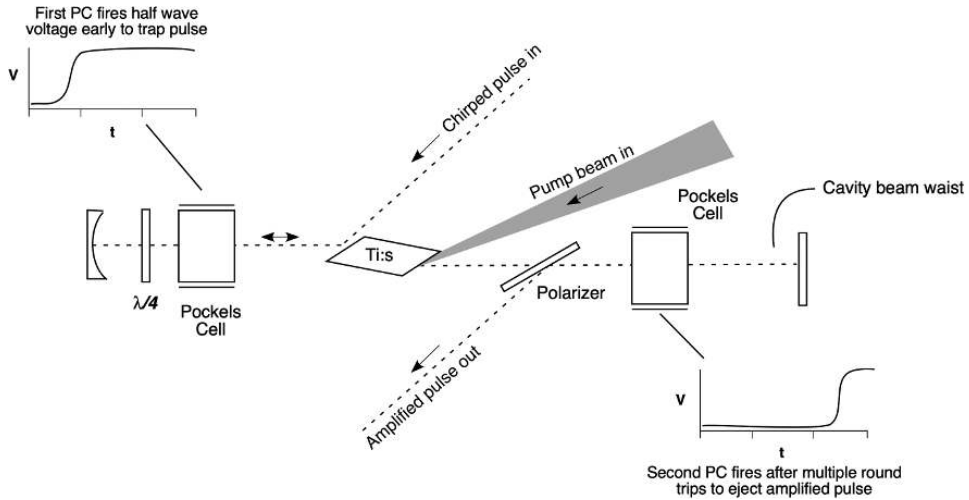 First PC fires half wave
voltage early to trap pulse
V
t
Chirped pulse in
Pump beam in
Pockels
Cell
Cavity beam waist
Ti:s
λ/4
Pockels
Cell
Polarizer
Amplified pulse out
V
t
Second PC fires after multiple round
trips to eject amplified pulse